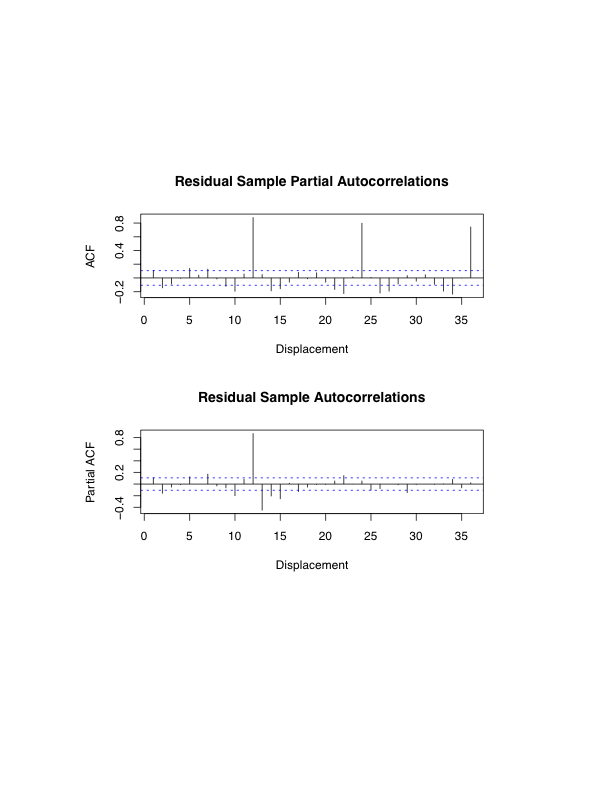 Residual Sample Partial Autocorrelations
ACF
0.8
0.4
−0.2
0 5 10 15 20 25 30 35
Displacement
Residual Sample Autocorrelations
Partial ACF
0.8
0.2
−0.4
0 5 10 15 20 25 30 35
Displacement